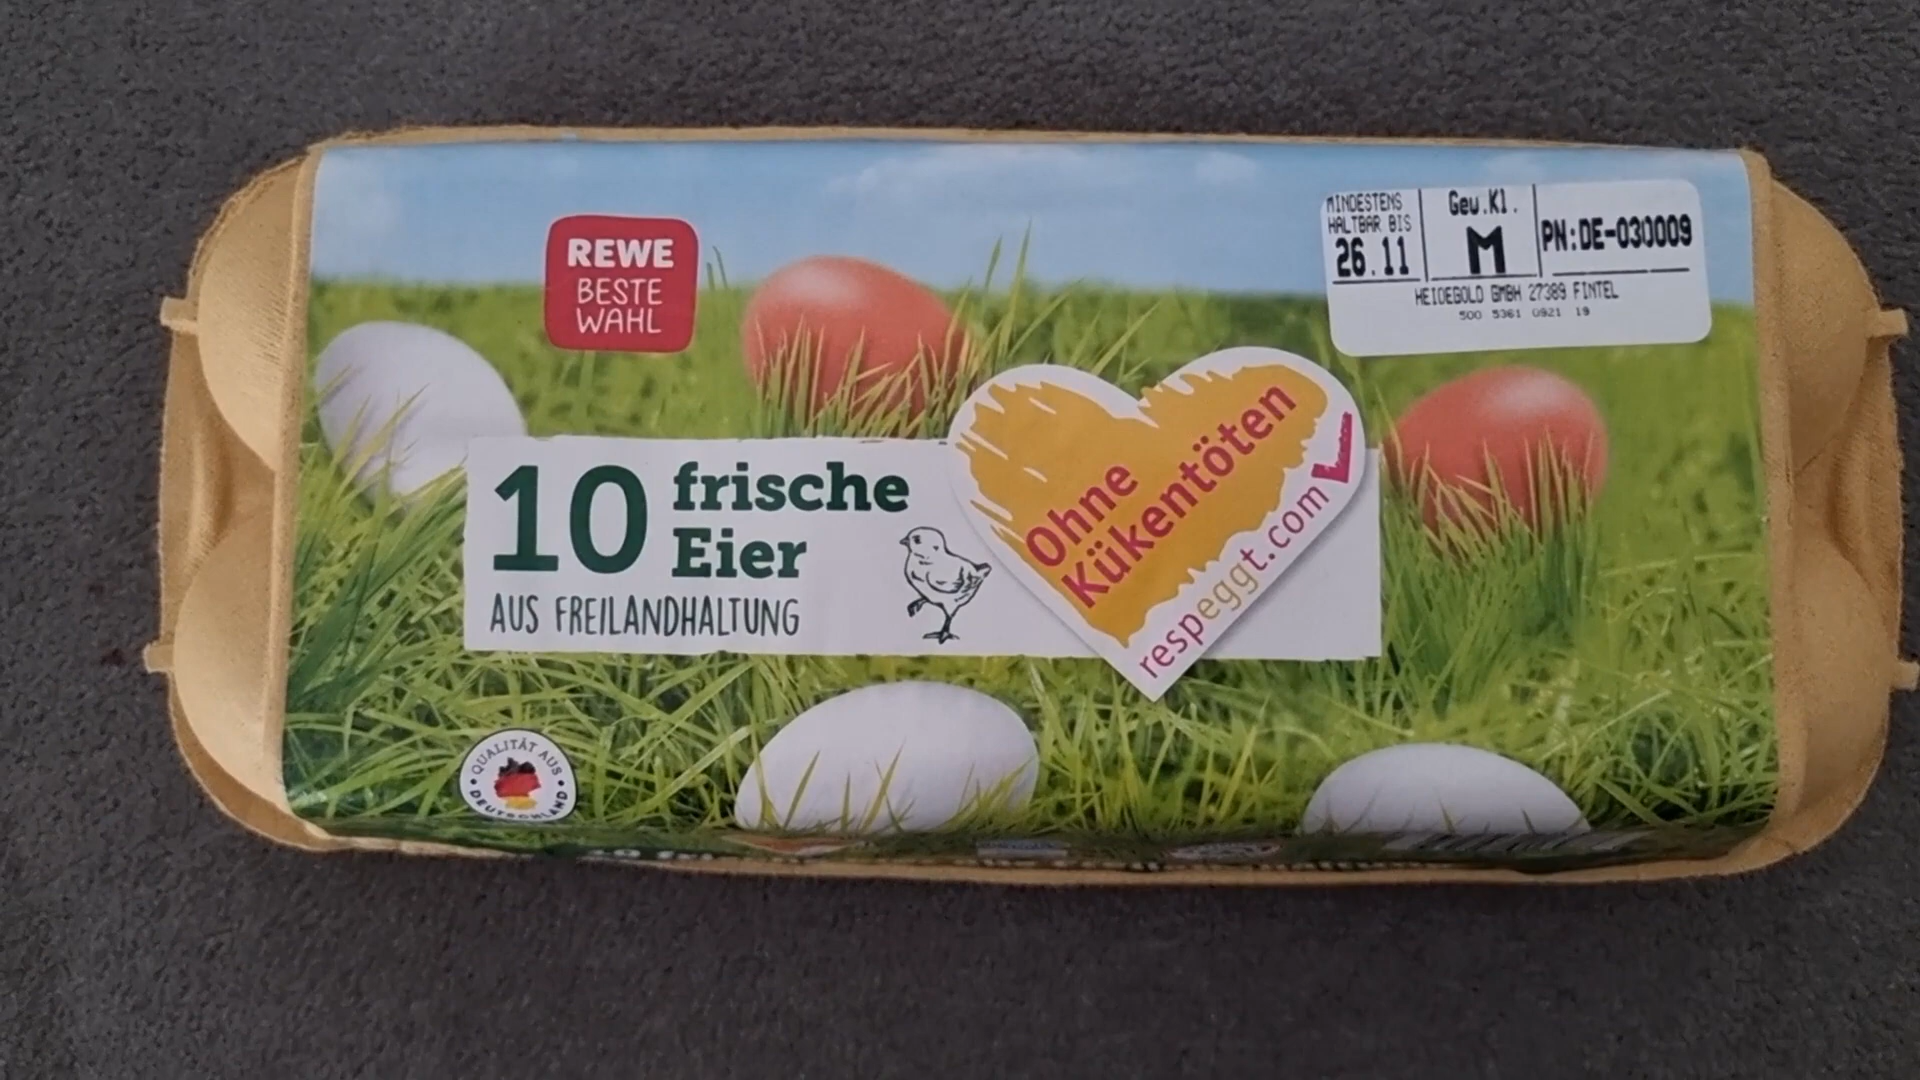 REWE
BESTE
WAHL
MINDESTENS
HALTBAR BIS
26.11
Gew.Kl.
M
PN:DE-030009
HEIDEGOLD GMBH 27389 FINTEL
500 5361 0921 19
10 frische
Eier
AUS FREILANDHALTUNG
Ohne
Kükentöten
respeggt.com
QUALITÄT AUS
DEUTSCHLAND